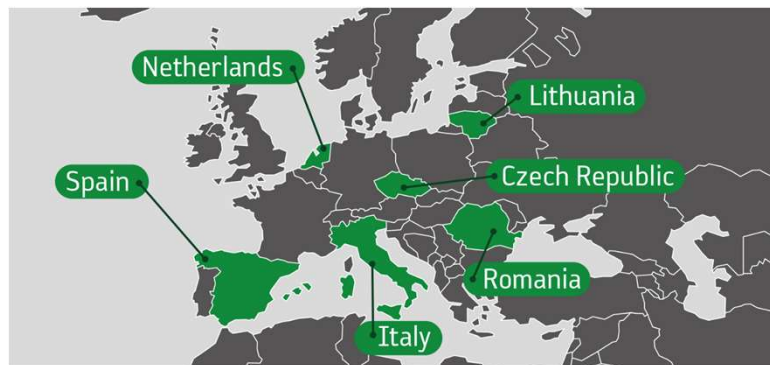 Netherlands
Lithuania
Spain
Czech Republic
Romania
Italy